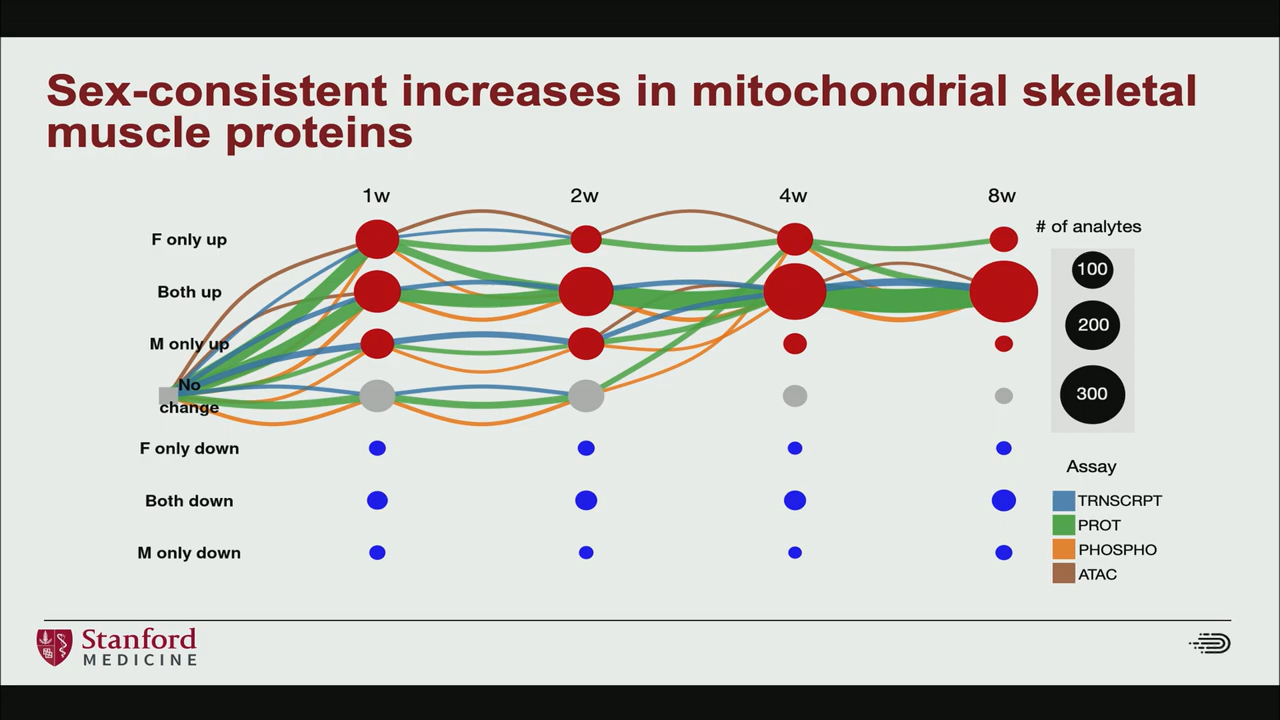 Sex-consistent increases in mitochondrial skeletal
muscle proteins
1w 2w 4w 8w
F only up
Both up
M only up
No
change
F only down
Both down
M only down
# of analytes
100
200
300
Assay
TRNSCRPT
PROT
PHOSPHO
ATAC
Stanford
MEDICINE